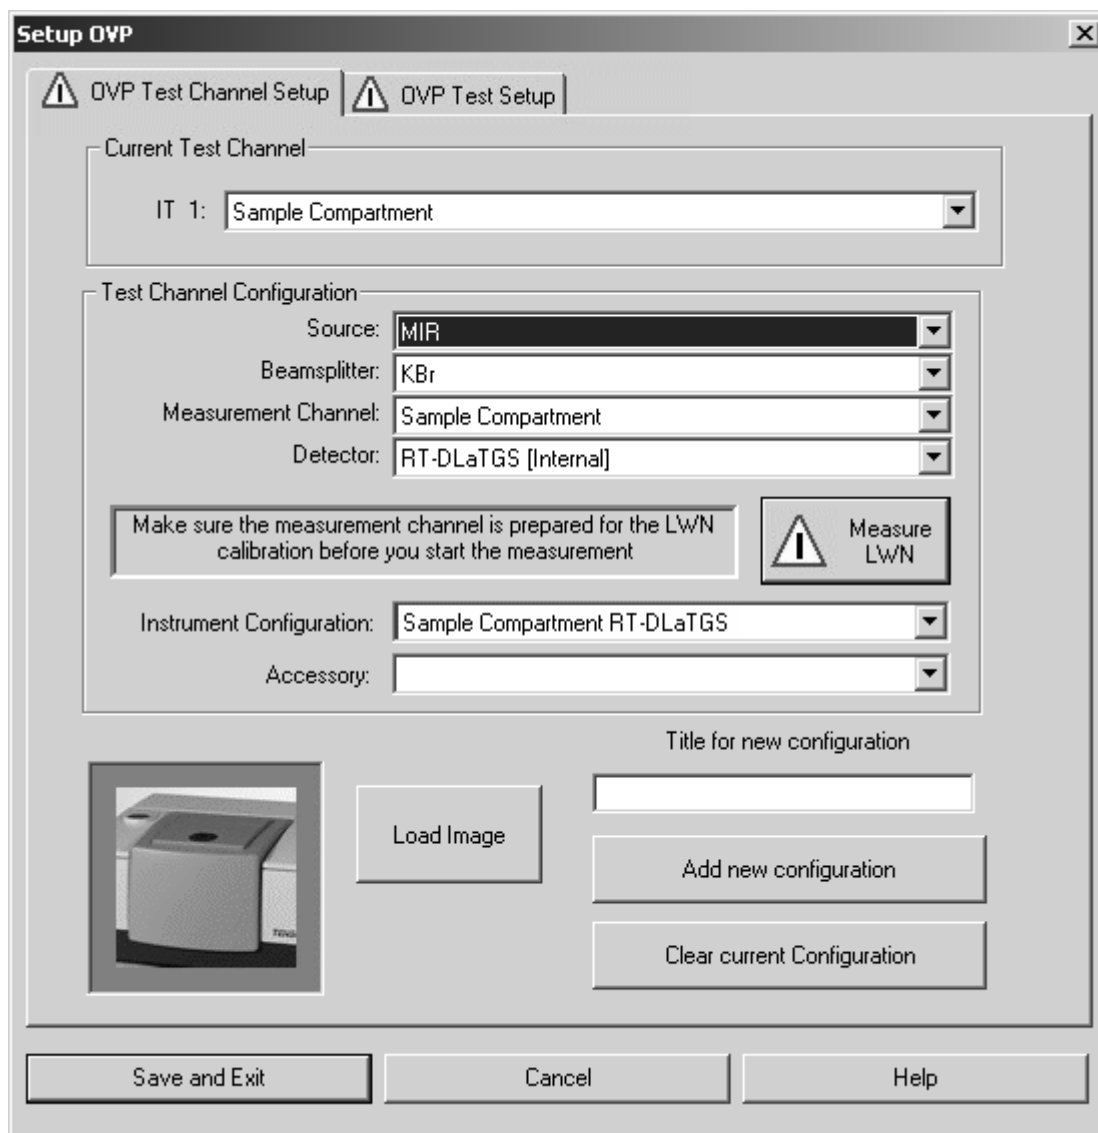 Setup OVP
OVP Test Channel Setup
OVP Test Setup
Current Test Channel
IT 1: Sample Compartment
Test Channel Configuration
Source: MIR
Beamsplitter: KBr
Measurement Channel: Sample Compartment
Detector: RT-DLaTGS [Internal]
Make sure the measurement channel is prepared for the LWN
calibration before you start the measurement
Measure
LWN
Instrument Configuration: Sample Compartment RT-DLaTGS
Accessory:
Title for new configuration
Load Image
Add new configuration
Clear current Configuration
Save and Exit
Cancel
Help